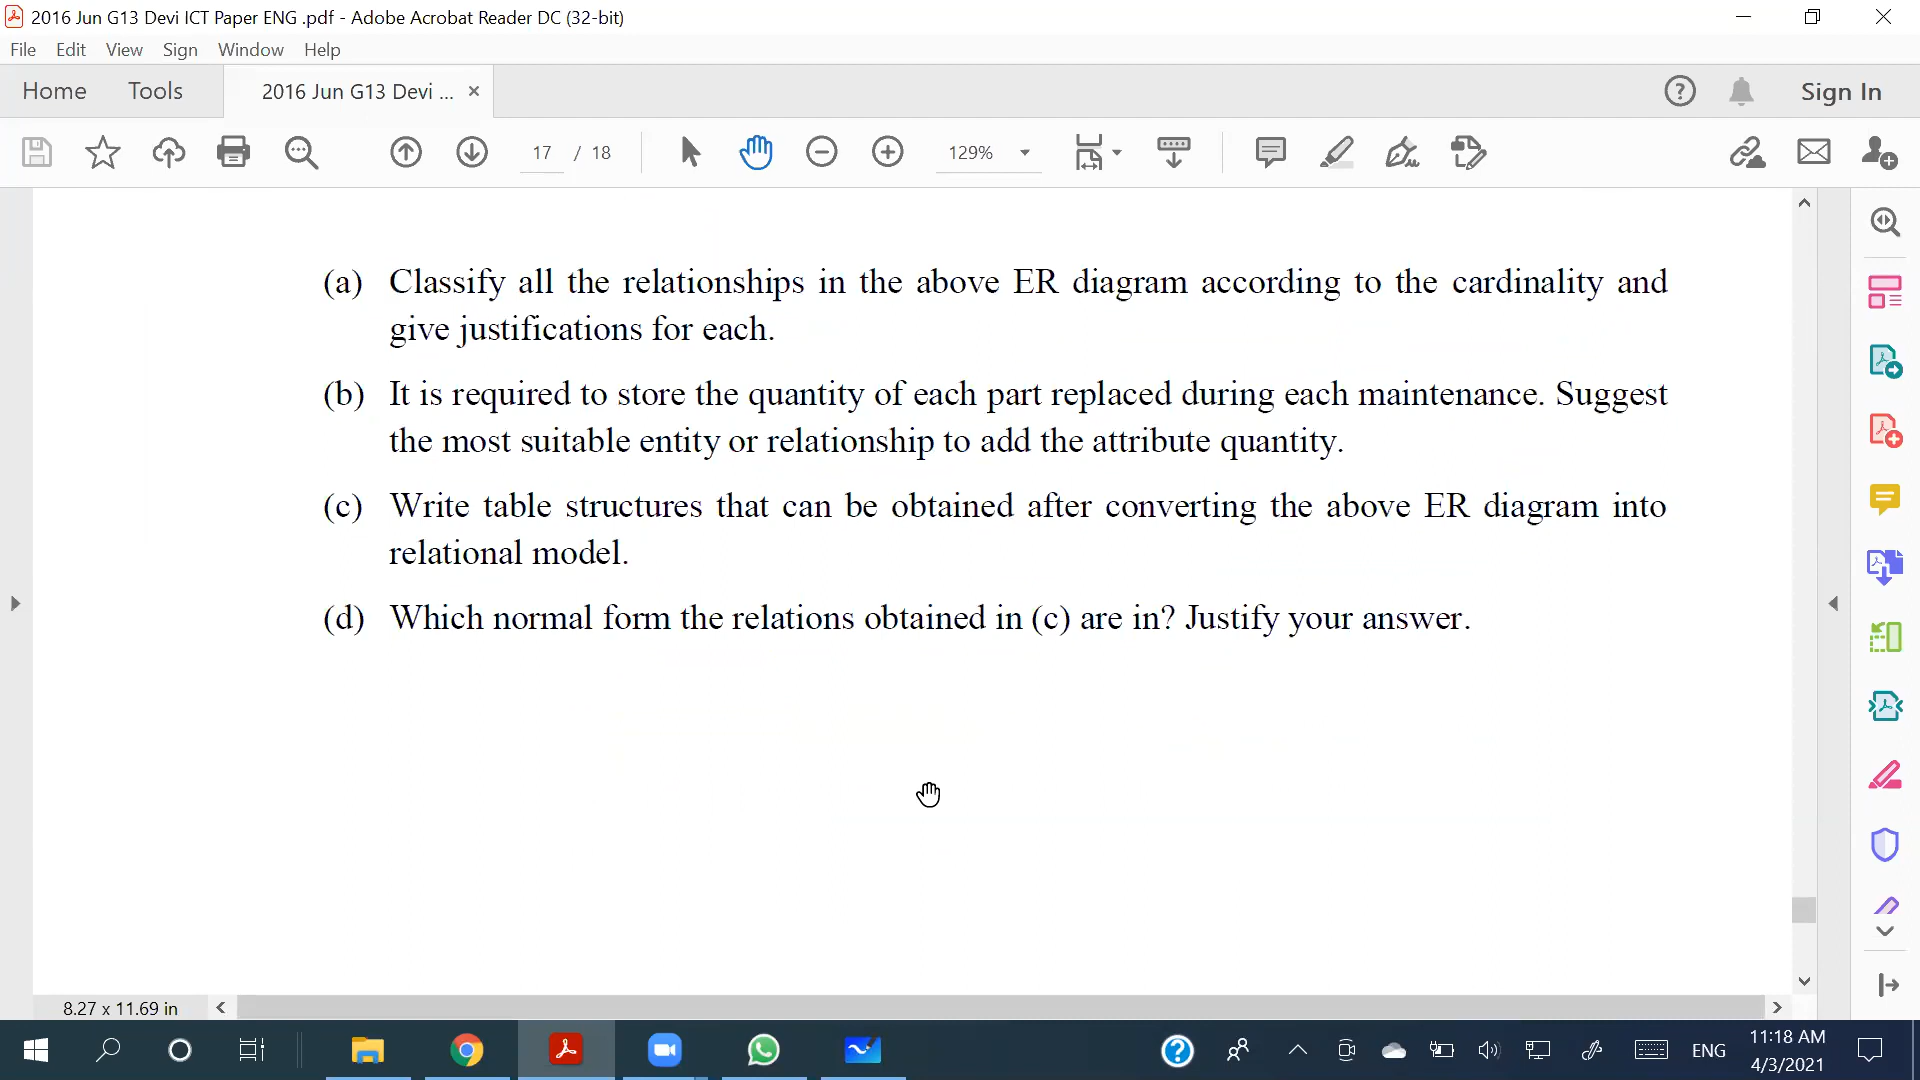 2016 Jun G13 Devi ICT Paper ENG .pdf - Adobe Acrobat Reader DC (32-bit)
File Edit View Sign Window Help
Home Tools 2016 Jun G13 Devi ... × Sign In
17 / 18 129%
(a) Classify all the relationships in the above ER diagram according to the cardinality and
give justifications for each.
(b) It is required to store the quantity of each part replaced during each maintenance. Suggest
the most suitable entity or relationship to add the attribute quantity.
(c) Write table structures that can be obtained after converting the above ER diagram into
relational model.
(d) Which normal form the relations obtained in (c) are in? Justify your answer.
8.27 x 11.69 in
ENG
11:18 AM
4/3/2021